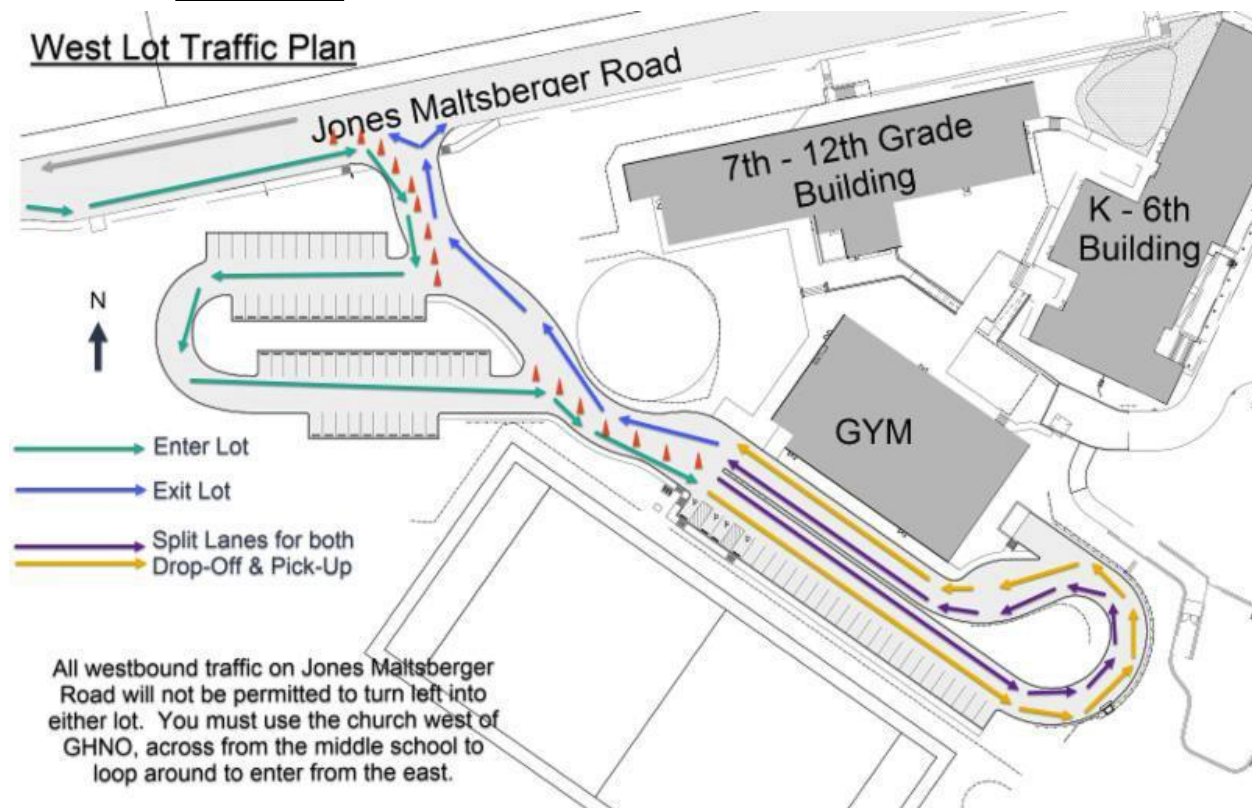 West Lot Traffic Plan
Jones Maltsberger Road
7th - 12th Grade
Building
K - 6th
Building
N
GYM
Enter Lot
Exit Lot
Split Lanes for both
Drop-Off & Pick-Up
All westbound traffic on Jones Maltsberger
Road will not be permitted to turn left into
either lot. You must use the church west of
GHNO, across from the middle school to
loop around to enter from the east.